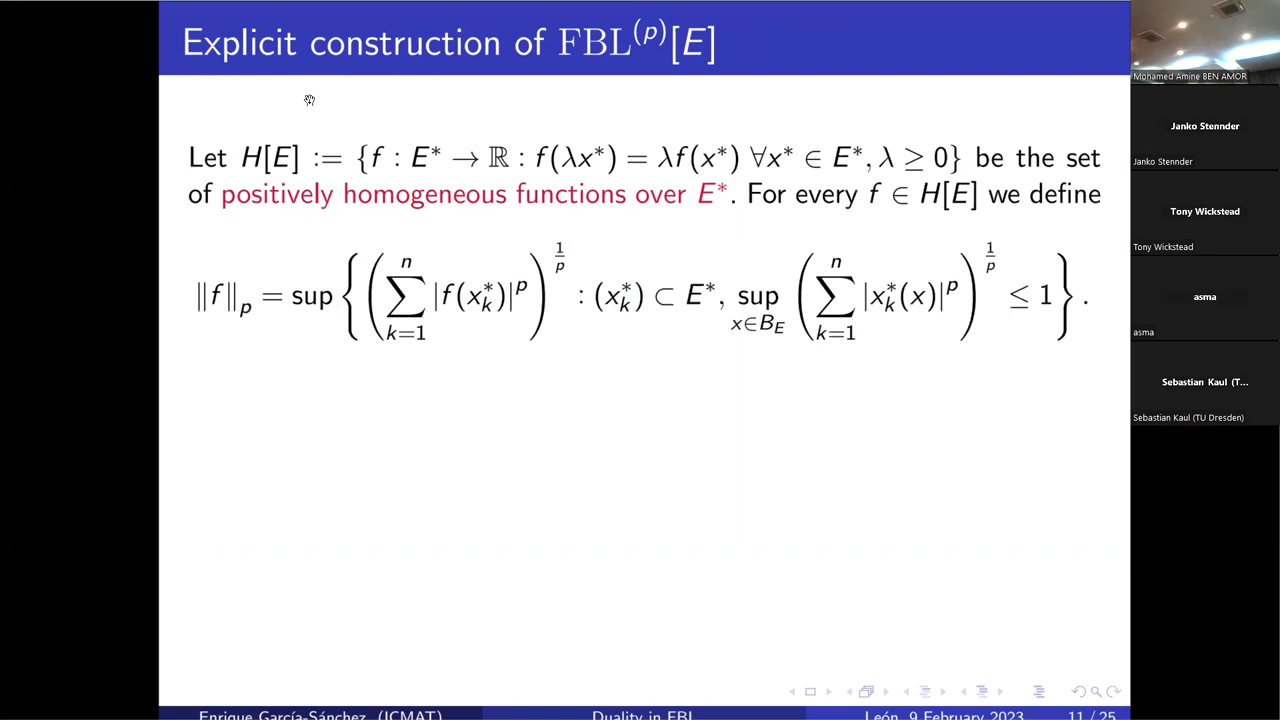 Explicit construction of FBL^(p)[E]
Let H[E] := {f : E* → ℝ : f(λx*) = λf(x*) ∀x* ∈ E*, λ ≥ 0} be the set
of positively homogeneous functions over E*. For every f ∈ H[E] we define
‖f‖_p = sup { ( ∑_{k=1}^{n} |f(x_k^*)|^p )^{1/p} : (x_k^*) ⊂ E*, sup_{x∈B_E} ( ∑_{k=1}^{n} |x_k^*(x)|^p )^{1/p} ≤ 1 } .
Enrique García-Sánchez (ICMAT)
Duality in FBL
León, 9 February 2023
11 / 25
Mohamed Amine BEN AMOR
Janko Stennder
Janko Stennder
Tony Wickstead
Tony Wickstead
asma
asma
Sebastian Kaul (T...
Sebastian Kaul (TU Dresden)